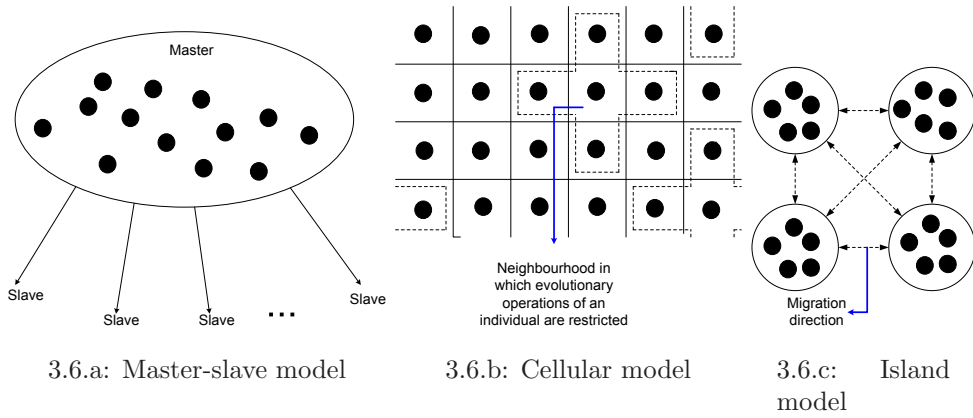 Master
Slave
Slave
Slave
...
Slave
Neighbourhood in
which evolutionary
operations of an
individual are restricted
Migration
direction
3.6.a: Master-slave model
3.6.b: Cellular model
3.6.c: Island
model